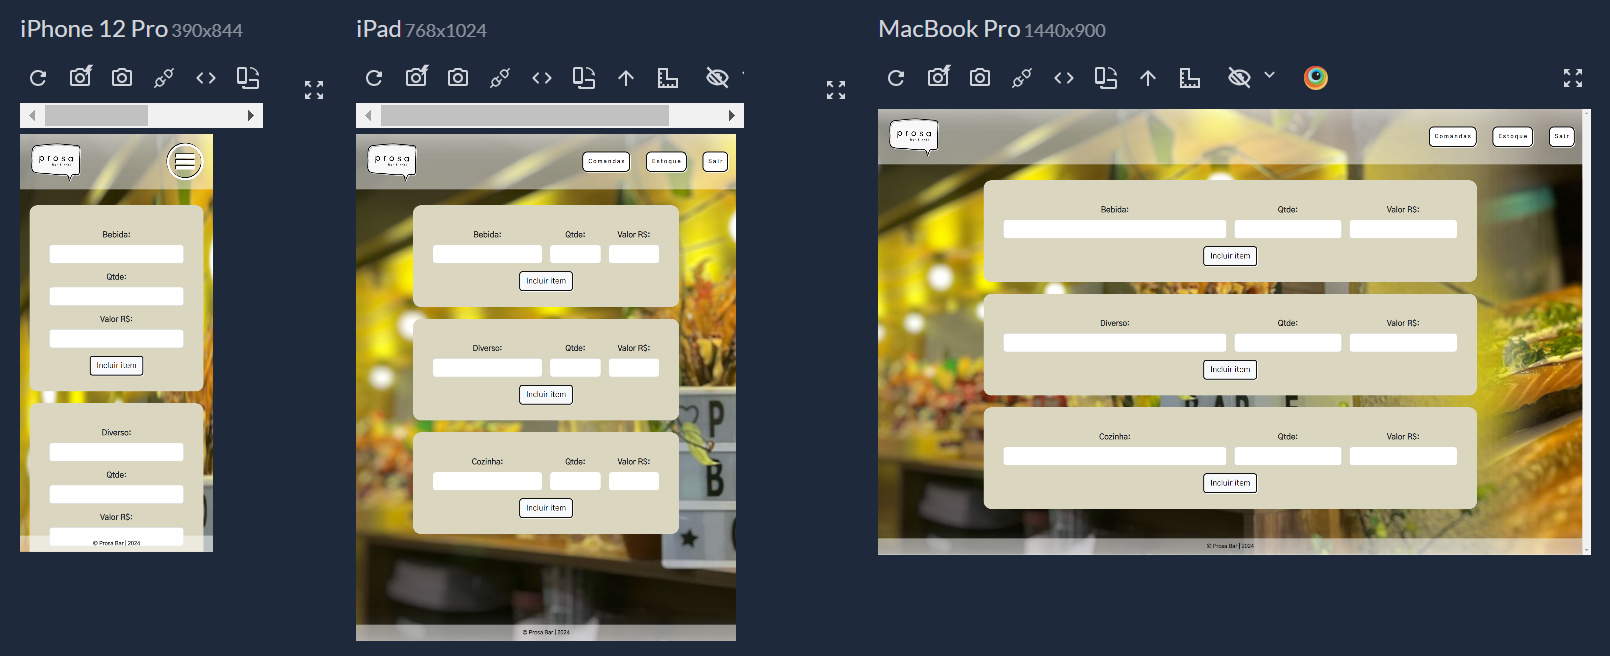 iPhone 12 Pro 390x844
prosa
Bebida:
Qtde:
Valor R$:
Incluir item
Diverso:
Qtde:
Valor R$:
© Prosa Bar | 2024
iPad 768x1024
prosa
Comandas Estoque Sair
Bebida: Qtde: Valor R$:
Incluir item
Diverso: Qtde: Valor R$:
Incluir item
P
Cozinha: Qtde: Valor R$:
B
Incluir item
© Prosa Bar | 2024
MacBook Pro 1440x900
prosa
Comandas Estoque Sair
Bebida: Qtde: Valor R$:
Incluir item
Diverso: Qtde: Valor R$:
Incluir item
Cozinha: Qtde: Valor R$:
Incluir item
© Prosa Bar | 2024